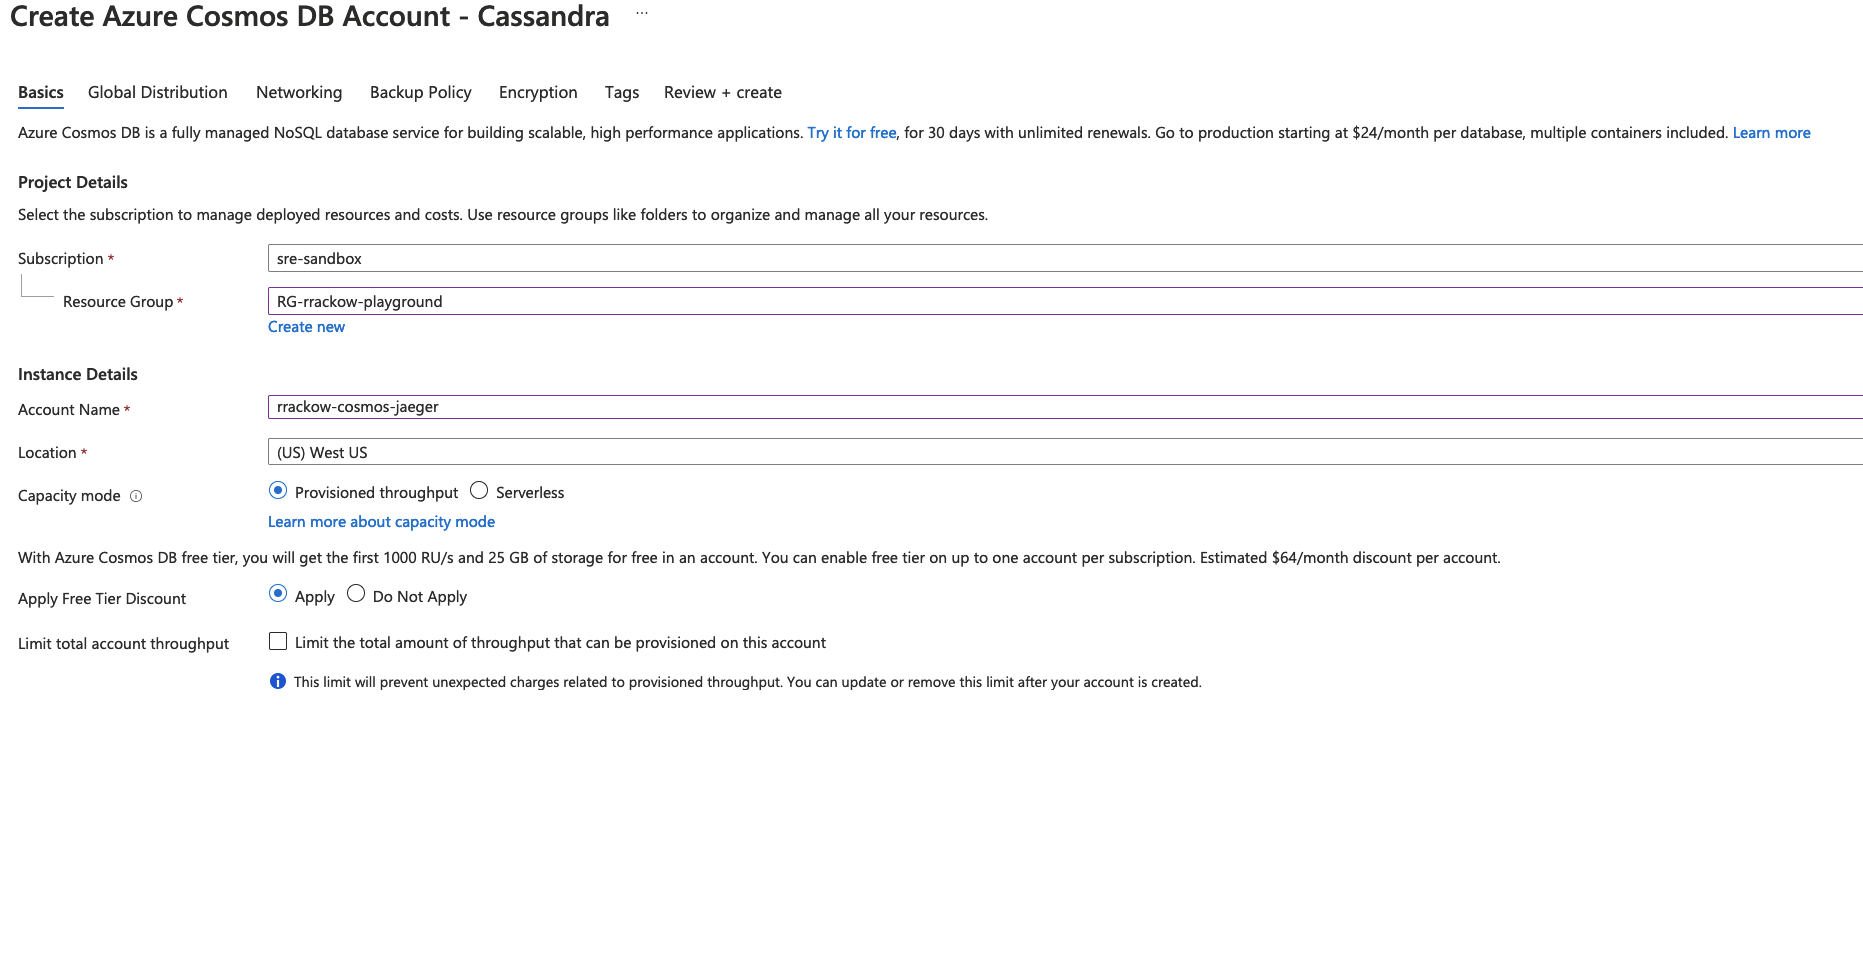 Create Azure Cosmos DB Account - Cassandra ...
Basics Global Distribution Networking Backup Policy Encryption Tags Review + create
Azure Cosmos DB is a fully managed NoSQL database service for building scalable, high performance applications. Try it for free, for 30 days with unlimited renewals. Go to production starting at $24/month per database, multiple containers included. Learn more
Project Details
Select the subscription to manage deployed resources and costs. Use resource groups like folders to organize and manage all your resources.
Subscription * sre-sandbox
Resource Group * RG-rrackow-playground
Create new
Instance Details
Account Name * rrackow-cosmos-jaeger
Location * (US) West US
Capacity mode Provisioned throughput Serverless
Learn more about capacity mode
With Azure Cosmos DB free tier, you will get the first 1000 RU/s and 25 GB of storage for free in an account. You can enable free tier on up to one account per subscription. Estimated $64/month discount per account.
Apply Free Tier Discount Apply Do Not Apply
Limit total account throughput Limit the total amount of throughput that can be provisioned on this account
This limit will prevent unexpected charges related to provisioned throughput. You can update or remove this limit after your account is created.